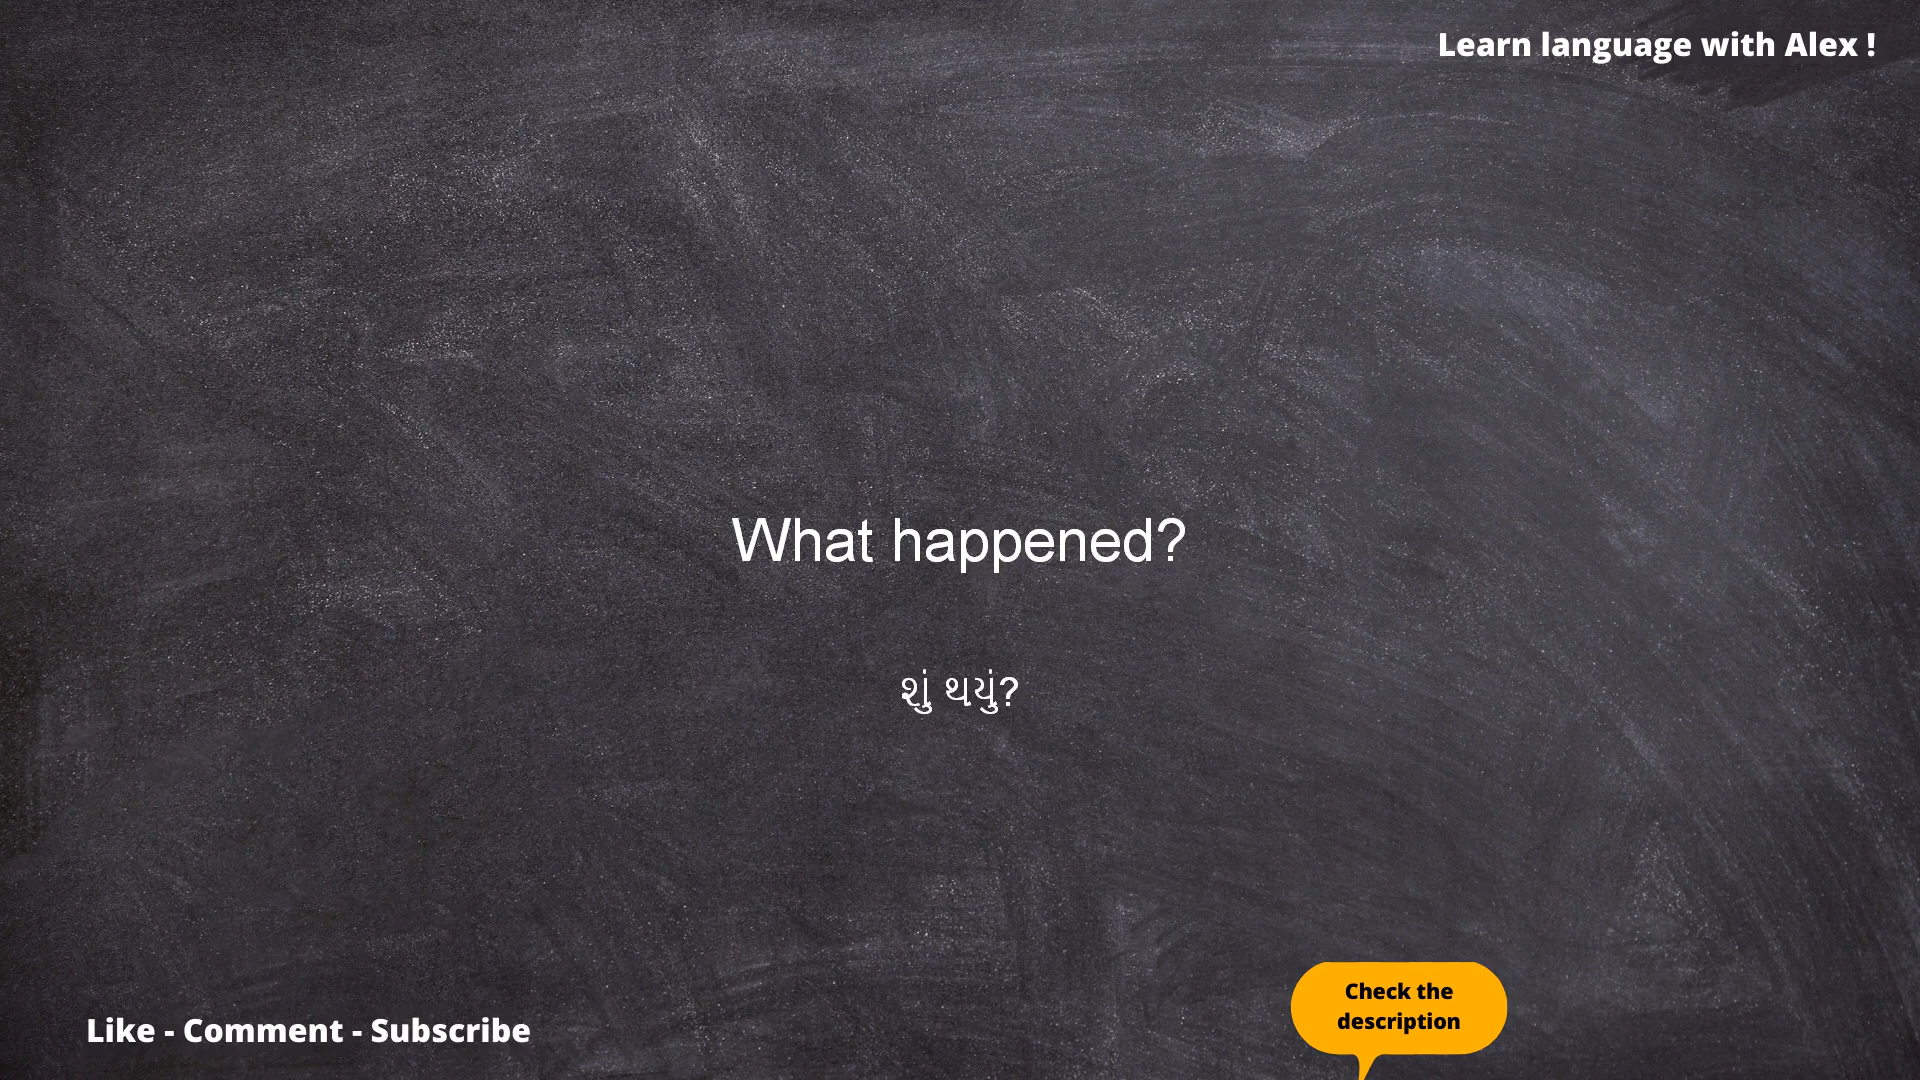 Learn language with Alex !
What happened?
શું થયું?
Check the
description
Like - Comment - Subscribe